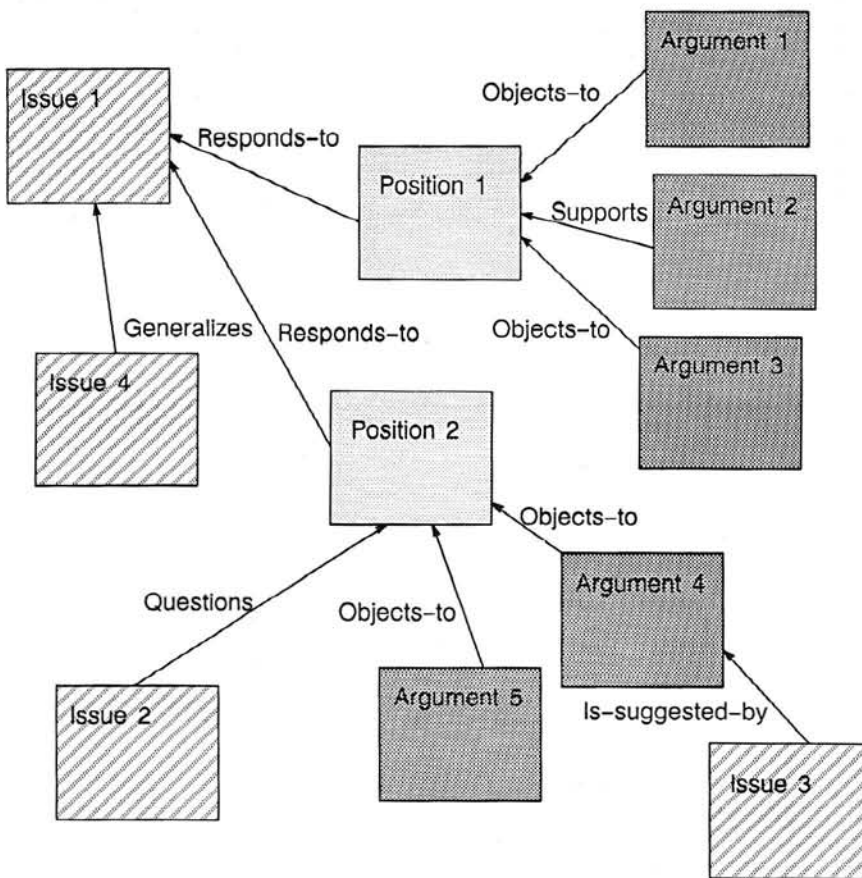 Argument 1
Issue 1
Objects-to
Responds-to
Position 1
Supports
Argument 2
Generalizes
Responds-to
Objects-to
Issue 4
Argument 3
Position 2
Objects-to
Argument 4
Questions
Objects-to
Issue 2
Argument 5
Is-suggested-by
Issue 3